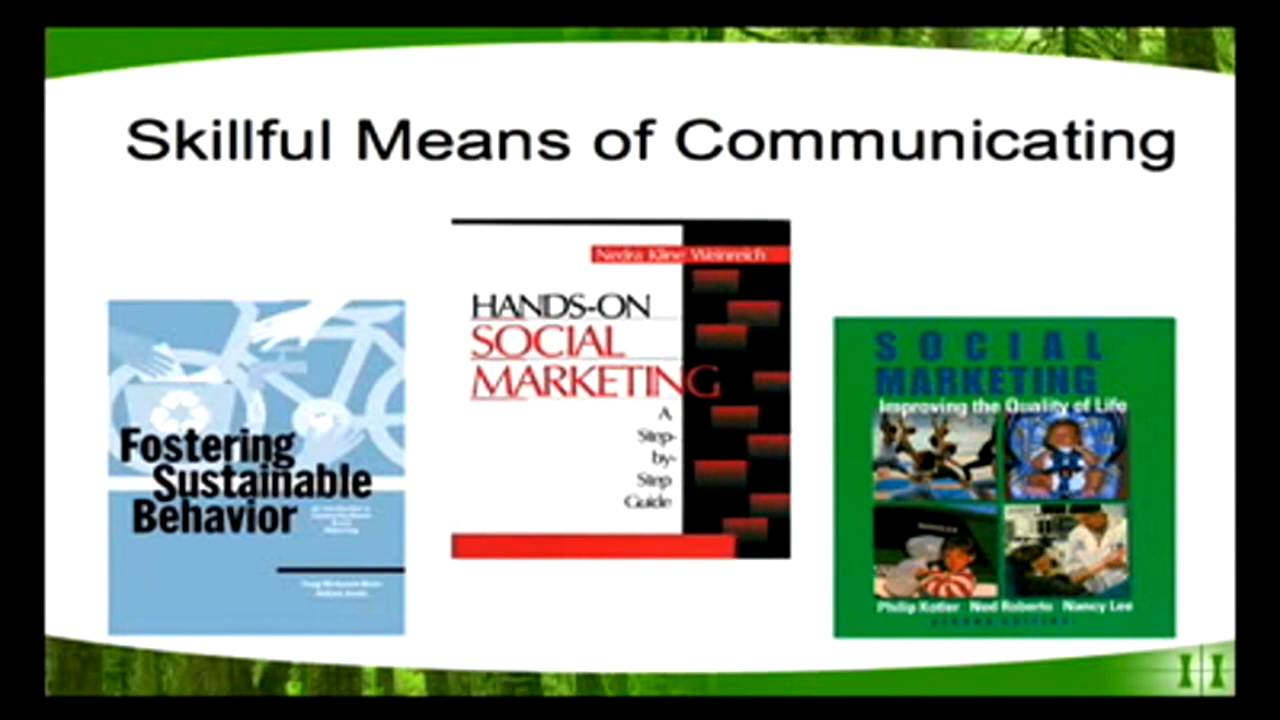 Skillful Means of Communicating
Nedra Kline Weinreich
HANDS-ON
SOCIAL
MARKETING
A
Step-
by-
Step
Guide
Fostering
Sustainable
Behavior
SOCIAL
MARKETING
Improving the Quality of Life
Philip Kotler Ned Roberto Nancy Lee